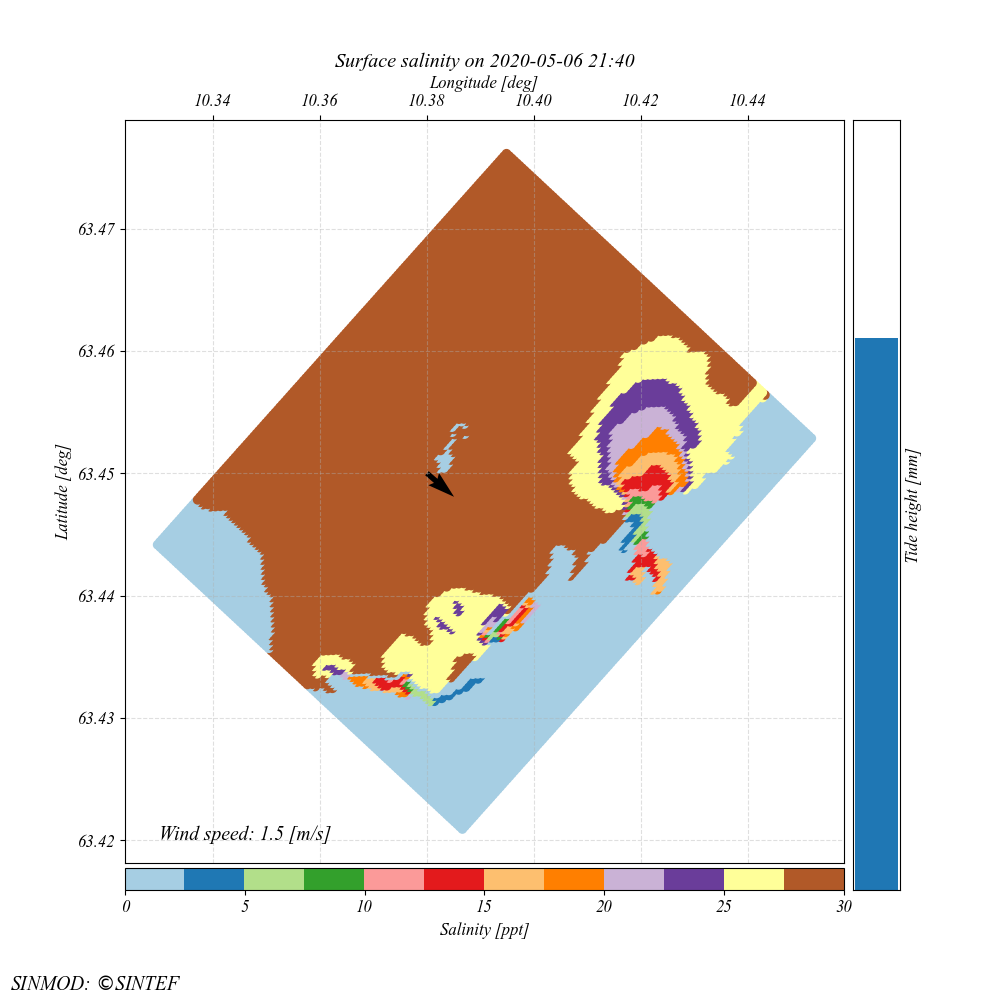 Surface salinity on 2020-05-06 21:40
Longitude [deg]
10.34 10.36 10.38 10.40 10.42 10.44
63.47
63.46
63.45
63.44
63.43
63.42
Latitude [deg]
Tide height [mm]
Wind speed: 1.5 [m/s]
0 5 10 15 20 25 30
Salinity [ppt]
SINMOD: ©SINTEF